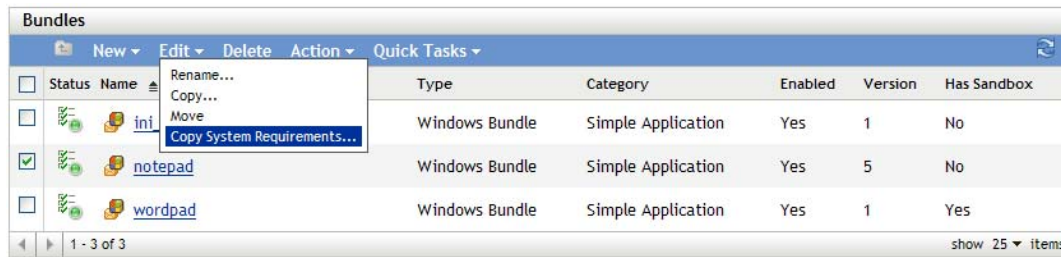 Bundles
New Edit Delete Action Quick Tasks
Status Name Type Category Enabled Version Has Sandbox
Rename...
Copy...
Move
Copy System Requirements...
ini_ Windows Bundle Simple Application Yes 1 No
notepad Windows Bundle Simple Application Yes 5 No
wordpad Windows Bundle Simple Application Yes 1 Yes
1 - 3 of 3 show 25 items